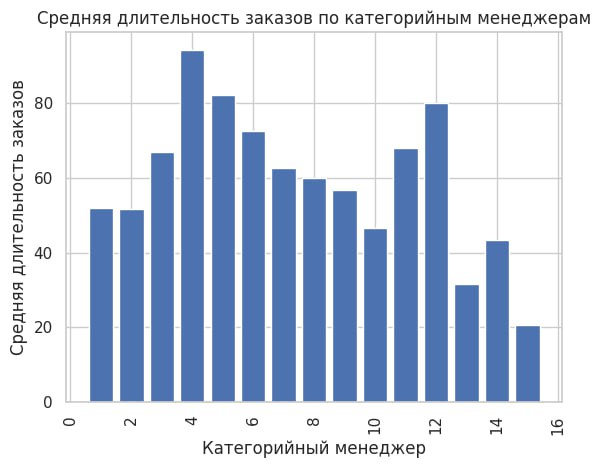 Средняя длительность заказов по категорийным менеджерам
Средняя длительность заказов
80
60
40
20
0
0 2 4 6 8 10 12 14 16
Категорийный менеджер